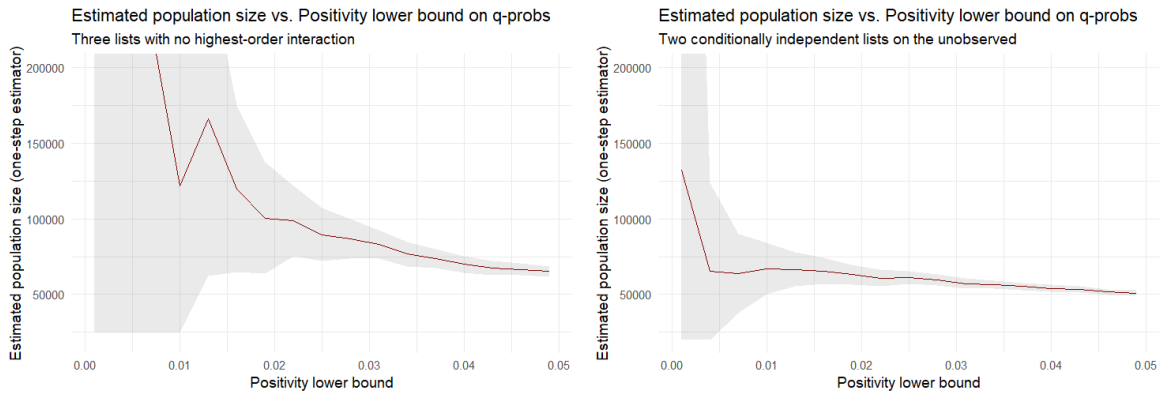 Estimated population size vs. Positivity lower bound on q-probs
Three lists with no highest-order interaction
Estimated population size (one-step estimator)
200000
150000
100000
50000
0.00 0.01 0.02 0.03 0.04 0.05
Positivity lower bound
Estimated population size vs. Positivity lower bound on q-probs
Two conditionally independent lists on the unobserved
Estimated population size (one-step estimator)
200000
150000
100000
50000
0.00 0.01 0.02 0.03 0.04 0.05
Positivity lower bound